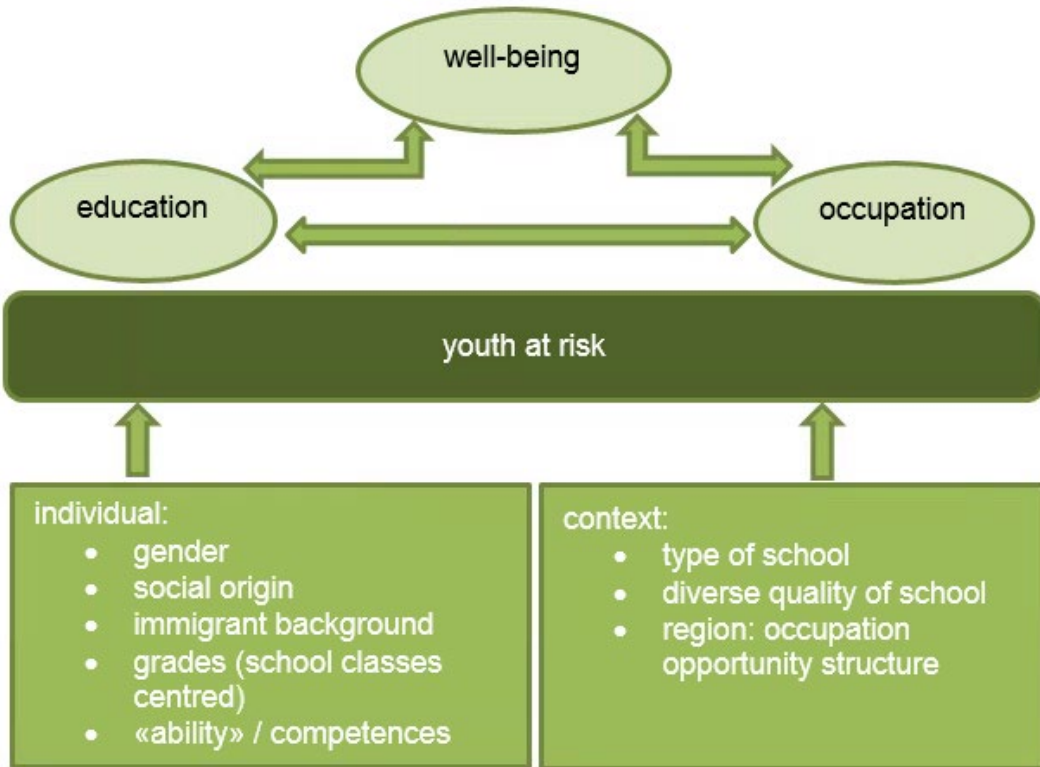 well-being
education
occupation
youth at risk
individual:
• gender
• social origin
• immigrant background
• grades (school classes
centred)
• «ability» / competences
context:
• type of school
• diverse quality of school
• region: occupation
opportunity structure